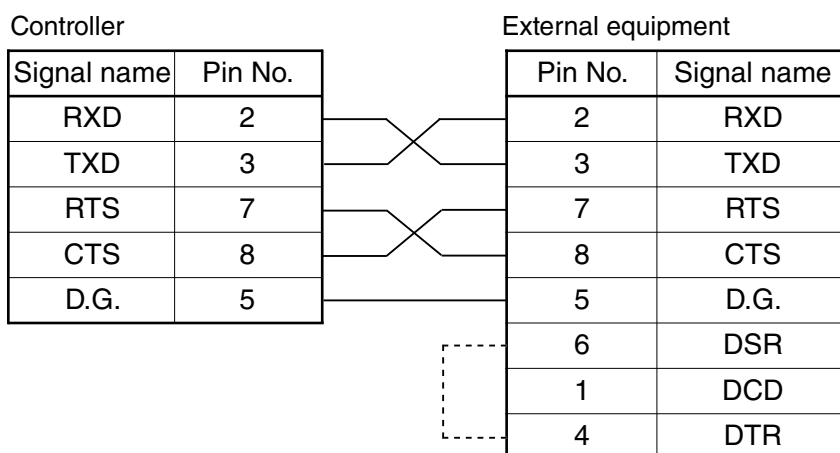 Controller External equipment
Signal name Pin No. Pin No. Signal name
RXD 2 2 RXD
TXD 3 3 TXD
RTS 7 7 RTS
CTS 8 8 CTS
D.G. 5 5 D.G.
6 DSR
1 DCD
4 DTR